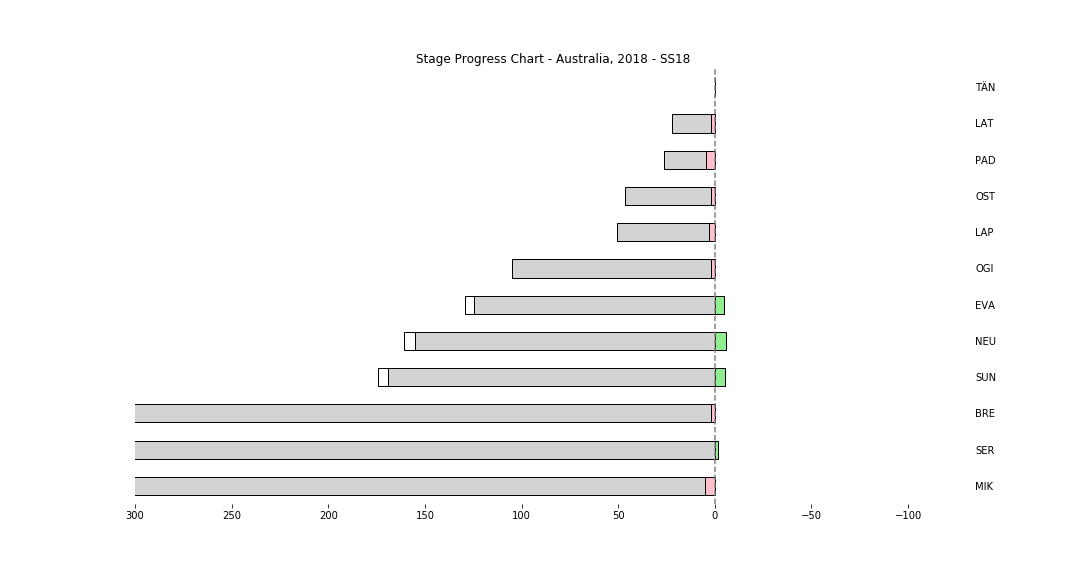 Stage Progress Chart - Australia, 2018 - SS18
TÄN
LAT
PAD
OST
LAP
OGI
EVA
NEU
SUN
BRE
SER
MIK
300 250 200 150 100 50 0 −50 −100